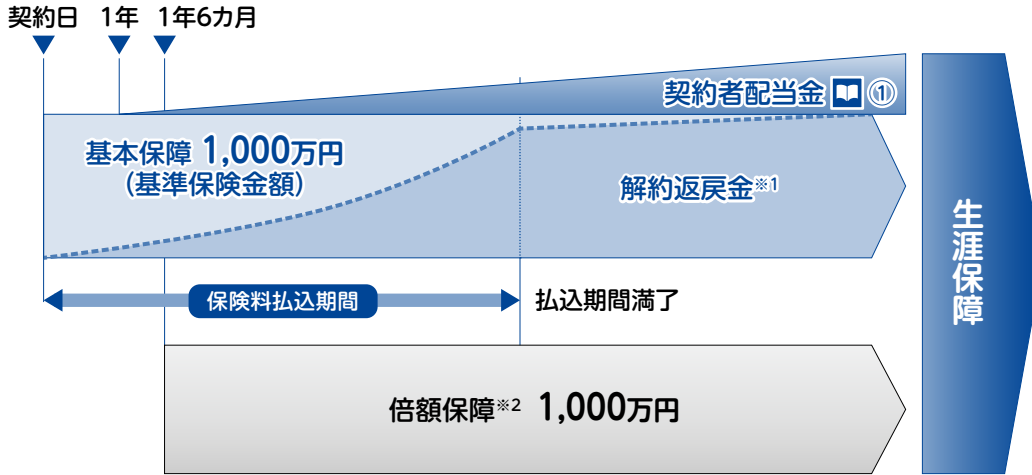 契約日 1年 1年6カ月
契約者配当金 ①
基本保障 1,000万円
(基準保険金額)
解約返戻金※1
保険料払込期間
払込期間満了
倍額保障※2 1,000万円
生涯保障